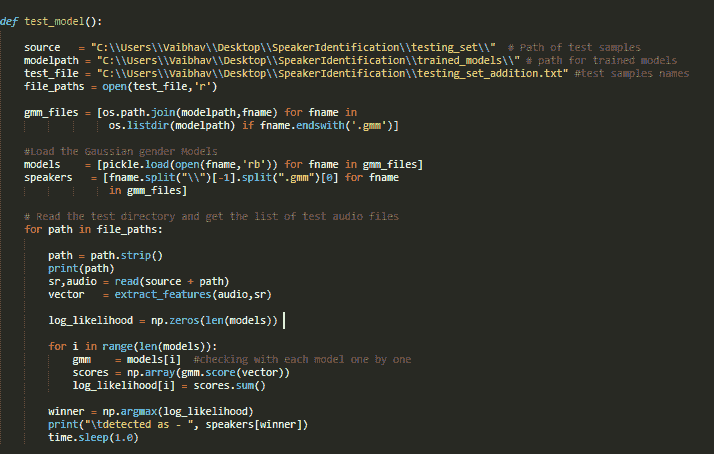 def test_model():
source   = "C:\\Users\\Vaibhav\\Desktop\\SpeakerIdentification\\testing_set\\"  # Path of test samples
modelpath = "C:\\Users\\Vaibhav\\Desktop\\SpeakerIdentification\\trained_models\\" # path for trained models
test_file = "C:\\Users\\Vaibhav\\Desktop\\SpeakerIdentification\\testing_set_addition.txt" #test samples names
file_paths = open(test_file,'r')
gmm_files = [os.path.join(modelpath,fname) for fname in
os.listdir(modelpath) if fname.endswith('.gmm')]
#Load the Gaussian gender Models
models    = [pickle.load(open(fname,'rb')) for fname in gmm_files]
speakers   = [fname.split("\\")[-1].split(".gmm")[0] for fname
in gmm_files]
# Read the test directory and get the list of test audio files
for path in file_paths:
path = path.strip()
print(path)
sr,audio = read(source + path)
vector   = extract_features(audio,sr)
log_likelihood = np.zeros(len(models))
for i in range(len(models)):
gmm    = models[i]  #checking with each model one by one
scores = np.array(gmm.score(vector))
log_likelihood[i] = scores.sum()
winner = np.argmax(log_likelihood)
print("\tdetected as - ", speakers[winner])
time.sleep(1.0)